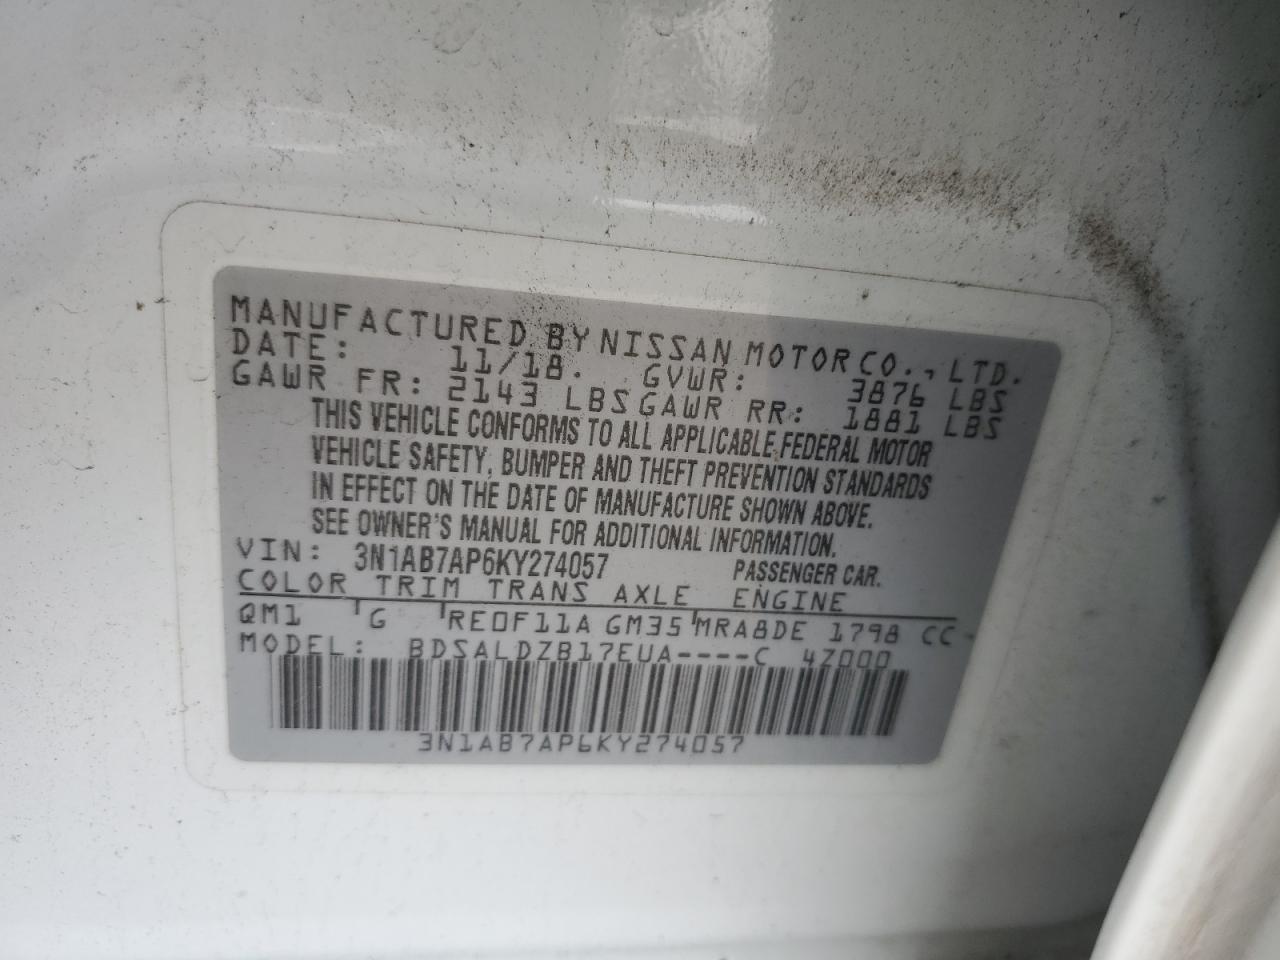 MANUFACTURED BY NISSAN MOTOR CO., LTD.
DATE: 11/18. GVWR: 3876 LBS
GAWR FR: 2143 LBS GAWR RR: 1881 LBS
THIS VEHICLE CONFORMS TO ALL APPLICABLE FEDERAL MOTOR
VEHICLE SAFETY, BUMPER AND THEFT PREVENTION STANDARDS
IN EFFECT ON THE DATE OF MANUFACTURE SHOWN ABOVE.
SEE OWNER'S MANUAL FOR ADDITIONAL INFORMATION.
VIN: 3N1AB7AP6KY274057 PASSENGER CAR.
COLOR TRIM TRANS AXLE ENGINE
QM1 G RE0F11A GM35 MRA8DE 1798 CC
MODEL: BDSALDZB17EUA----C 4Z000
3N1AB7AP6KY274057